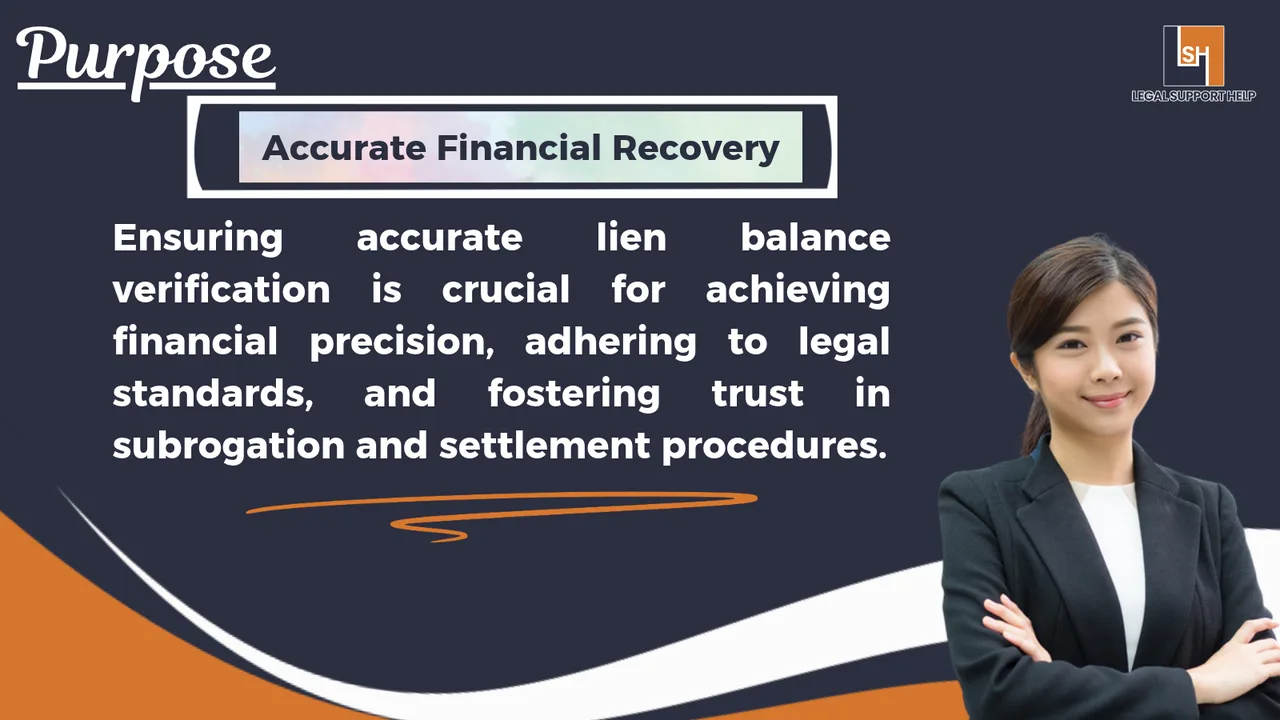 Purpose
SH
LEGAL SUPPORT HELP
Accurate Financial Recovery
Ensuring accurate lien balance
verification is crucial for achieving
financial precision, adhering to legal
standards, and fostering trust in
subrogation and settlement procedures.